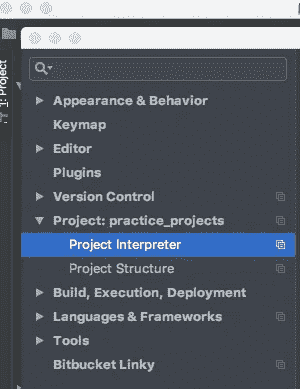 1: Project
Appearance & Behavior
Keymap
Editor
Plugins
Version Control
Project: practice_projects
Project Interpreter
Project Structure
Build, Execution, Deployment
Languages & Frameworks
Tools
Bitbucket Linky